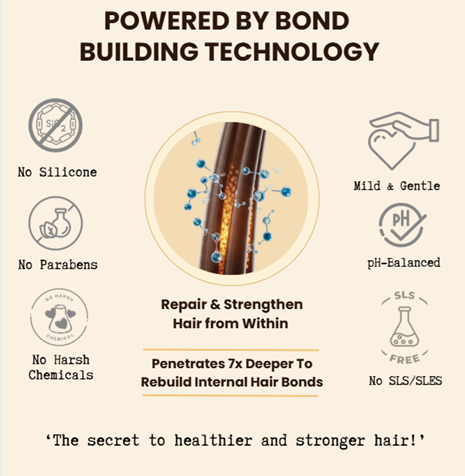 POWERED BY BOND
BUILDING TECHNOLOGY
SiO2
No Silicone
No Parabens
NO HARSH
CHEMICAL
No Harsh
Chemicals
Repair & Strengthen
Hair from Within
Penetrates 7x Deeper To
Rebuild Internal Hair Bonds
Mild & Gentle
pH
pH-Balanced
SLS
FREE
No SLS/SLES
‘The secret to healthier and stronger hair!’